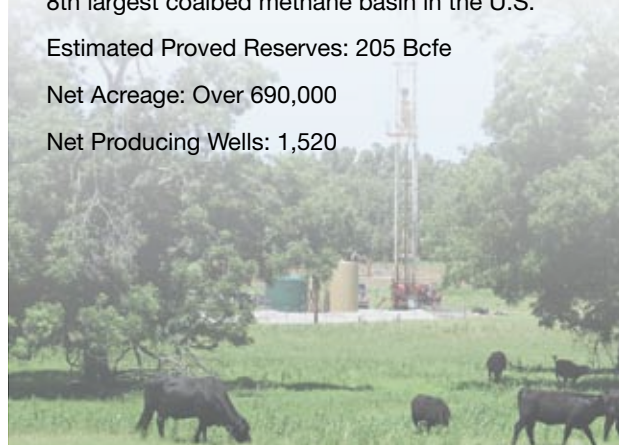 8th largest coalbed methane basin in the U.S.
Estimated Proved Reserves: 205 Bcfe
Net Acreage: Over 690,000
Net Producing Wells: 1,520